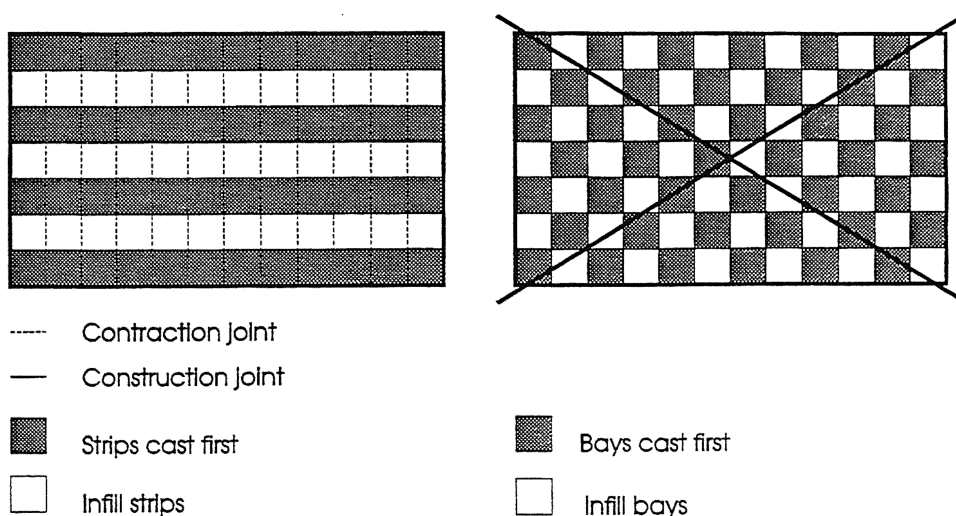 Contraction joint
Construction joint
Strips cast first
Infill strips
Bays cast first
Infill bays